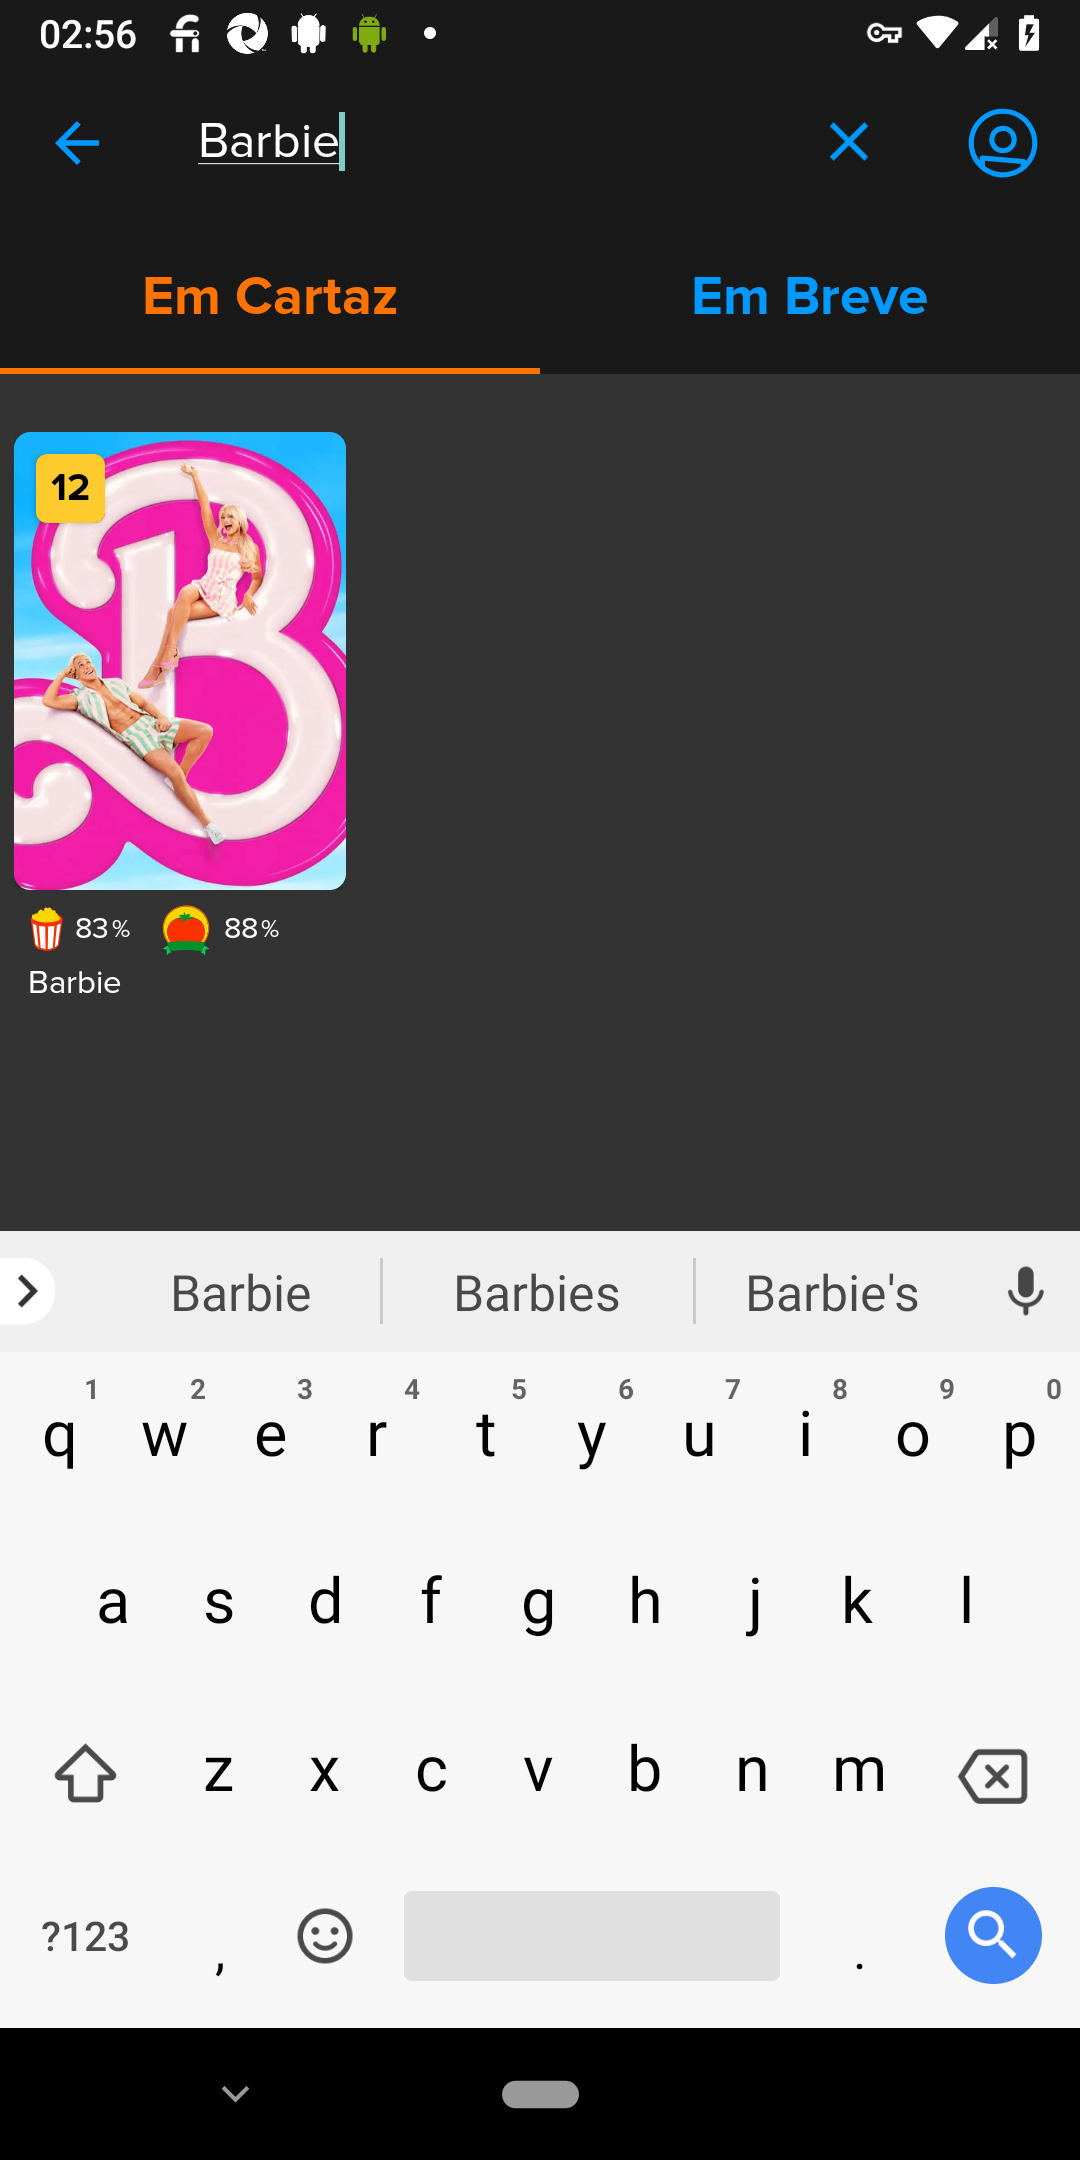 02:56
Barbie
Em Cartaz Em Breve
12
83% 88%
Barbie
Barbie Barbies Barbie's
1 2 3 4 5 6 7 8 9 0
q w e r t y u i o p
a s d f g h j k l
z x c v b n m
?123 , .